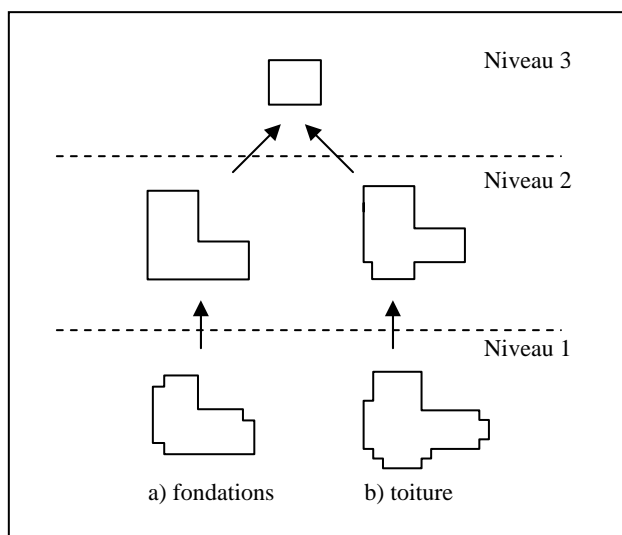 Niveau 3
Niveau 2
Niveau 1
a) fondations
b) toiture